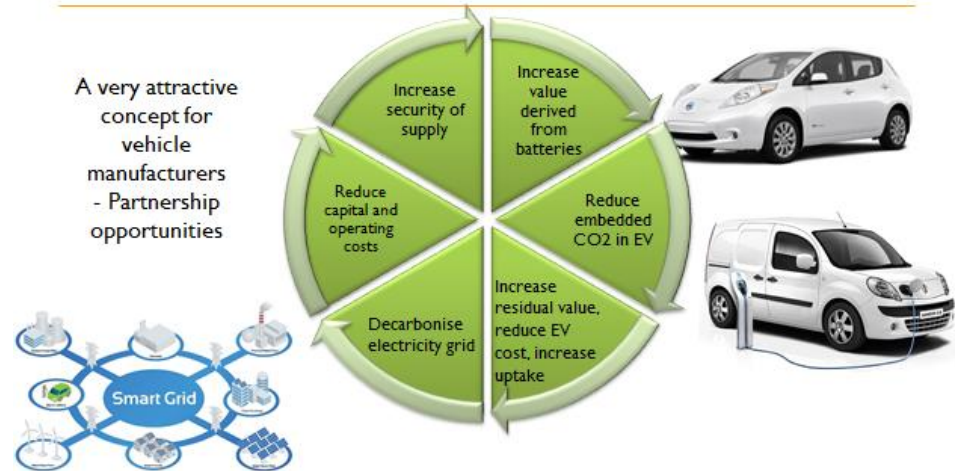 A very attractive
concept for
vehicle
manufacturers
- Partnership
opportunities
Increase
security of
supply
Increase
value
derived
from
batteries
Reduce
capital and
operating
costs
Reduce
embedded
CO2 in EV
Decarbonise
electricity grid
Increase
residual value,
reduce EV
cost, increase
uptake
Smart Grid